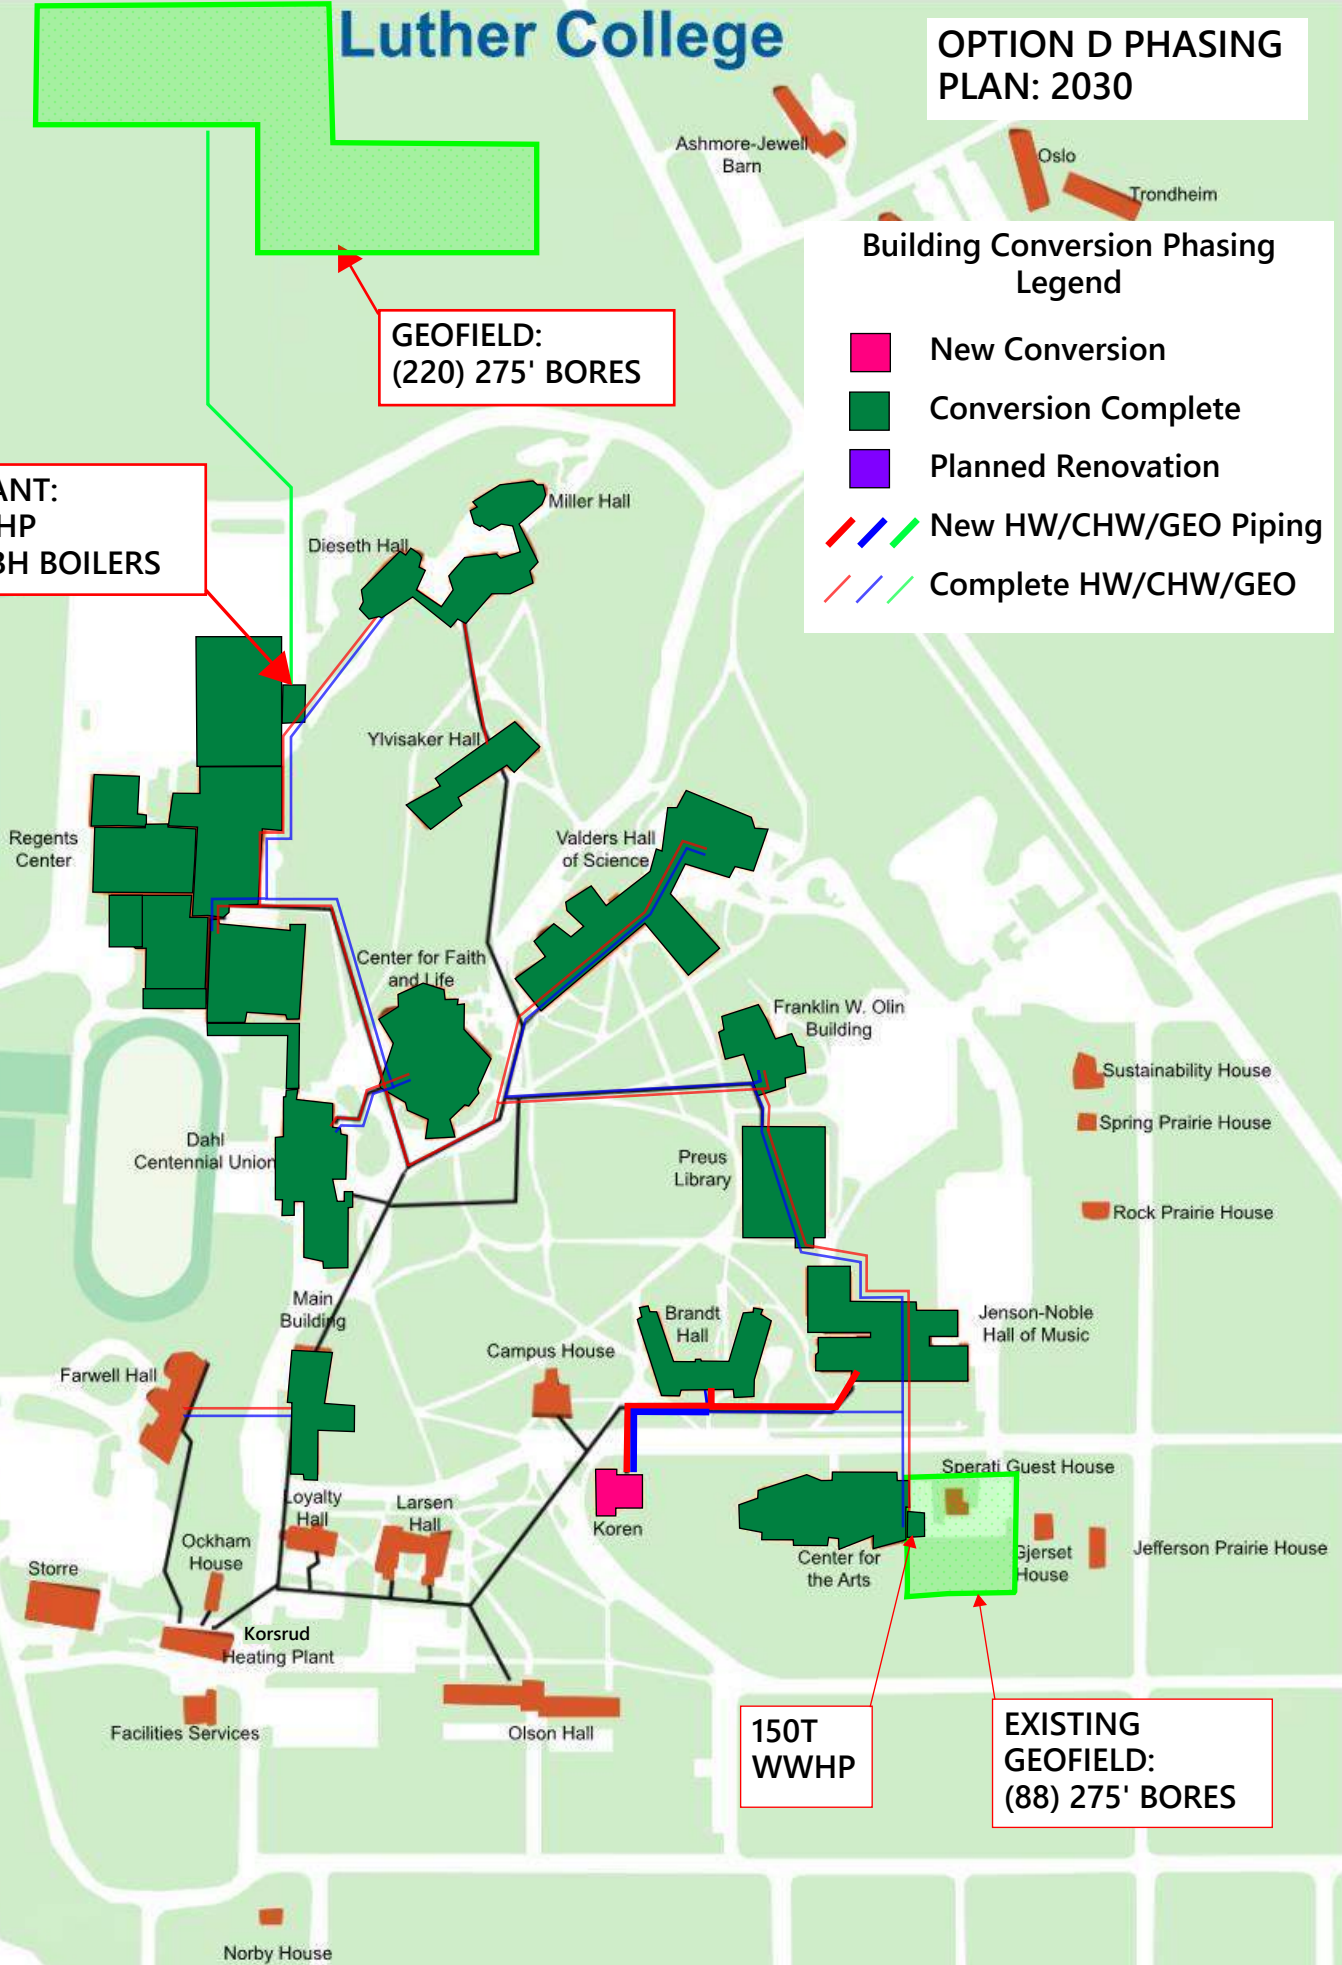 Luther College
OPTION D PHASING
PLAN: 2030
Ashmore-Jewell
Barn
Oslo
Trondheim
Building Conversion Phasing
Legend
New Conversion
Conversion Complete
Planned Renovation
New HW/CHW/GEO Piping
Complete HW/CHW/GEO
GEOFIELD:
(220) 275' BORES
ANT:
HP
BH BOILERS
Miller Hall
Dieseth Hall
Ylvisaker Hall
Regents
Center
Valders Hall
of Science
Center for Faith
and Life
Franklin W. Olin
Building
Sustainability House
Spring Prairie House
Rock Prairie House
Dahl
Centennial Union
Preus
Library
Main
Building
Brandt
Hall
Jenson-Noble
Hall of Music
Campus House
Farwell Hall
Sperati Guest House
Loyalty
Hall
Larsen
Hall
Koren
Ockham
House
Center for
the Arts
Gjerset
House
Jefferson Prairie House
Storre
Korsrud
Heating Plant
Facilities Services
Olson Hall
150T
WWHP
EXISTING
GEOFIELD:
(88) 275' BORES
Norby House